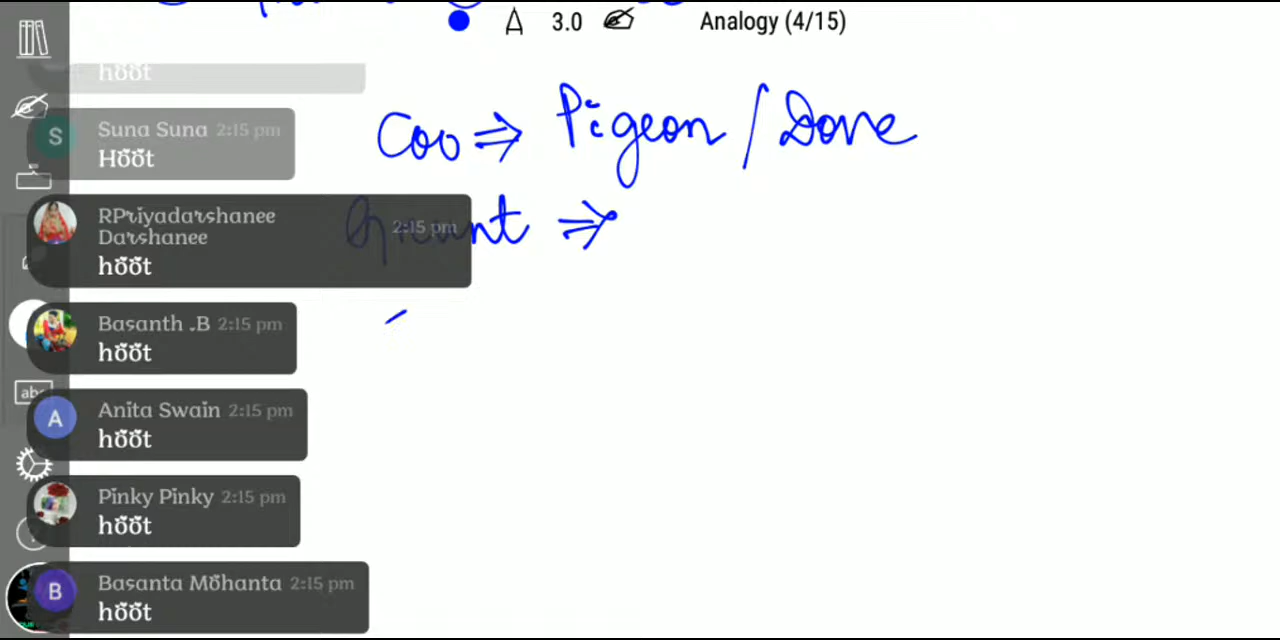 3.0 Analogy (4/15)
hööt
Suna Suna 2:15 pm
Hööt
Coo ⇒ Pigeon / Dove
RPriyadarshanee
Darshanee 2:15 pm
hööt
Grunt ⇒
Basanth .B 2:15 pm
hööt
abc
Anita Swain 2:15 pm
A
hööt
Pinky Pinky 2:15 pm
hööt
Basanta Möhanta 2:15 pm
B
hööt
S